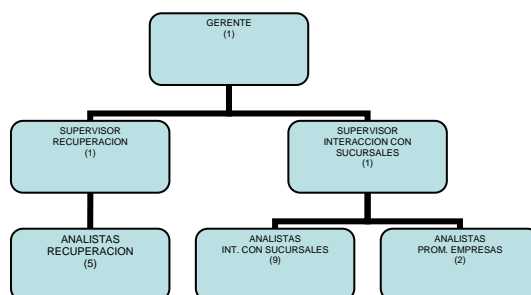 GERENTE
(1)
SUPERVISOR
RECUPERACION
(1)
SUPERVISOR
INTERACCION CON
SUCURSALES
(1)
ANALISTAS
RECUPERACION
(5)
ANALISTAS
INT. CON SUCURSALES
(9)
ANALISTAS
PROM. EMPRESAS
(2)